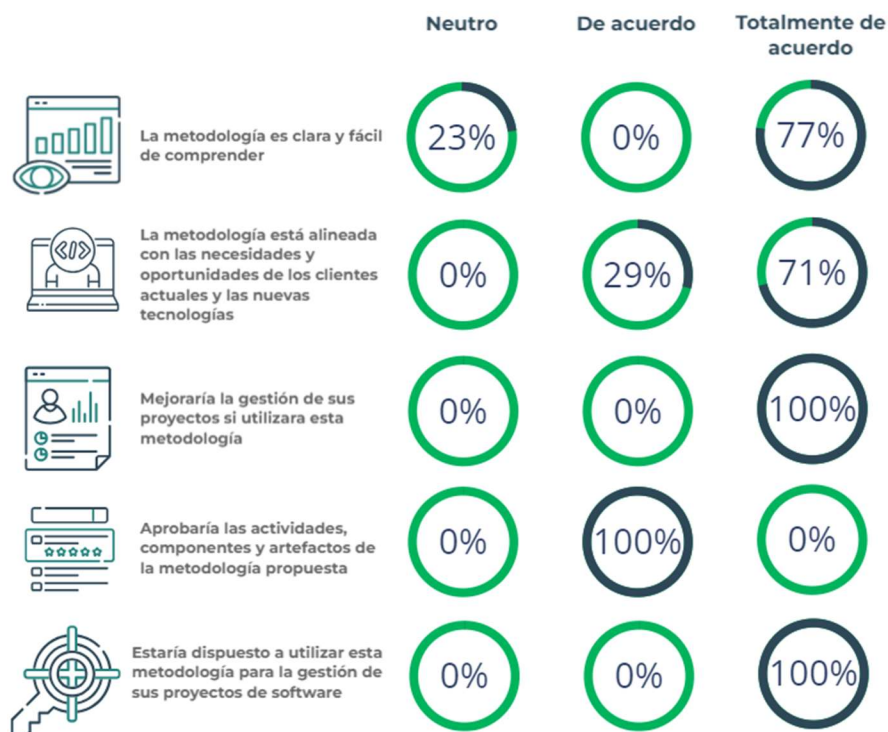 Neutro
De acuerdo
Totalmente de
acuerdo
La metodología es clara y fácil
de comprender
23%
0%
77%
La metodología está alineada
con las necesidades y
oportunidades de los clientes
actuales y las nuevas
tecnologías
0%
29%
71%
Mejoraría la gestión de sus
proyectos si utilizara esta
metodología
0%
0%
100%
Aprobaría las actividades,
componentes y artefactos de
la metodología propuesta
0%
100%
0%
Estaría dispuesto a utilizar esta
metodología para la gestión de
sus proyectos de software
0%
0%
100%